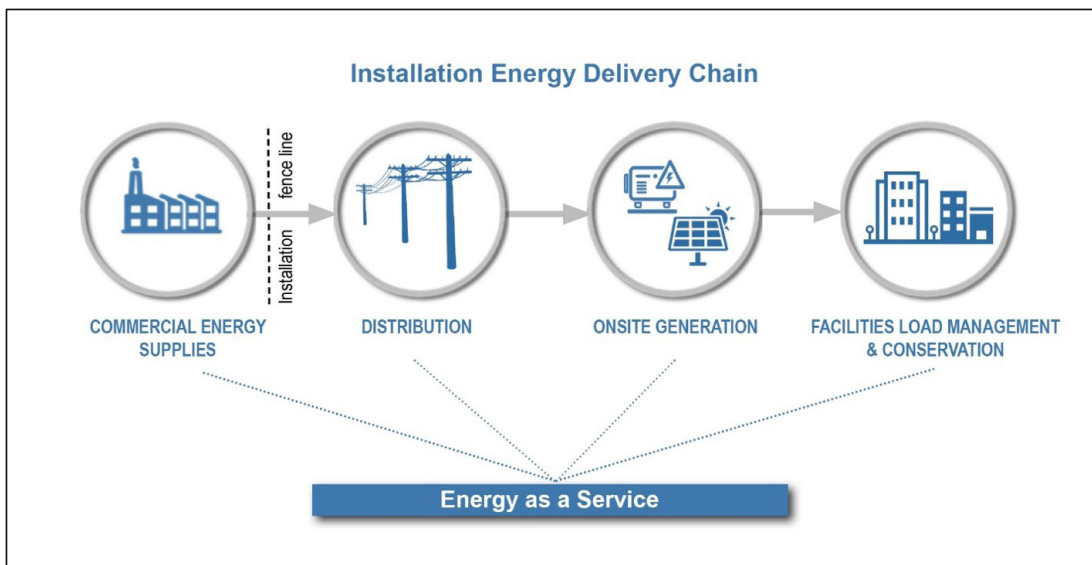 Installation Energy Delivery Chain
Installation fence line
COMMERCIAL ENERGY
SUPPLIES
DISTRIBUTION
ONSITE GENERATION
FACILITIES LOAD MANAGEMENT
& CONSERVATION
Energy as a Service